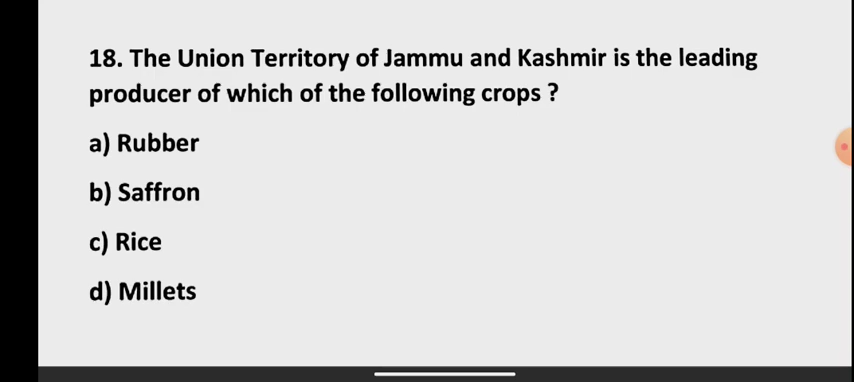 18. The Union Territory of Jammu and Kashmir is the leading
producer of which of the following crops ?
a) Rubber
b) Saffron
c) Rice
d) Millets